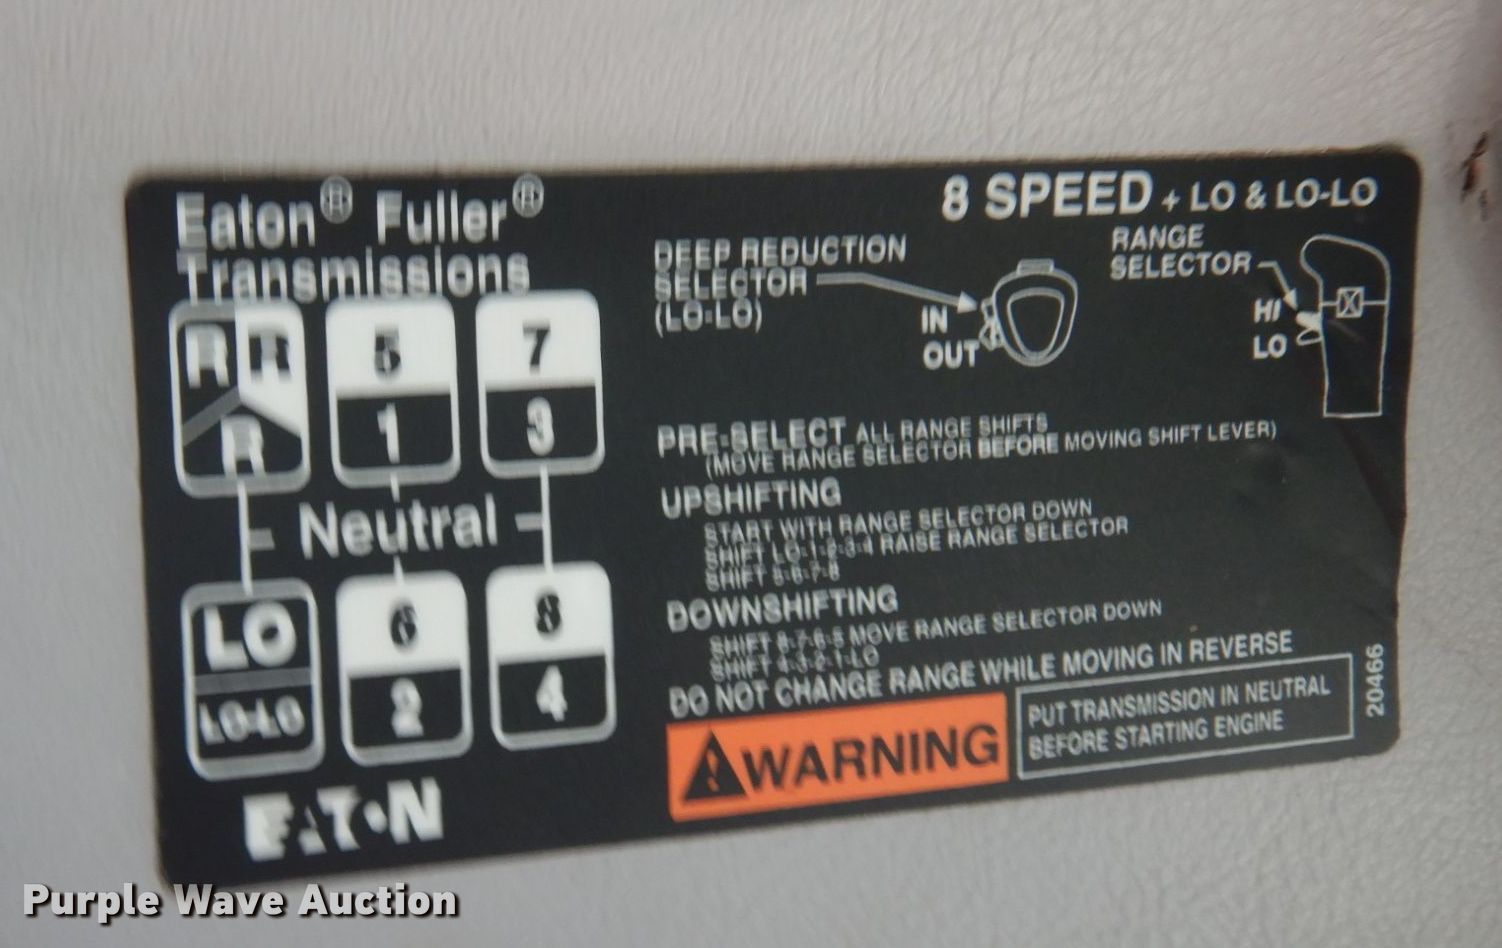 Eaton® Fuller®
Transmissions
8 SPEED + LO & LO-LO
DEEP REDUCTION
SELECTOR
(LO-LO)
IN
OUT
RANGE
SELECTOR
HI
LO
R R
R
5
1
7
3
Neutral
LO
LO-LO
6
2
8
4
EATON
PRE-SELECT ALL RANGE SHIFTS
(MOVE RANGE SELECTOR BEFORE MOVING SHIFT LEVER)
UPSHIFTING
START WITH RANGE SELECTOR DOWN
SHIFT LO-1-2-3-4 RAISE RANGE SELECTOR
SHIFT 5-6-7-8
DOWNSHIFTING
SHIFT 8-7-6-5 MOVE RANGE SELECTOR DOWN
SHIFT 4-3-2-1-LO
DO NOT CHANGE RANGE WHILE MOVING IN REVERSE
WARNING
PUT TRANSMISSION IN NEUTRAL
BEFORE STARTING ENGINE
20466
Purple Wave Auction